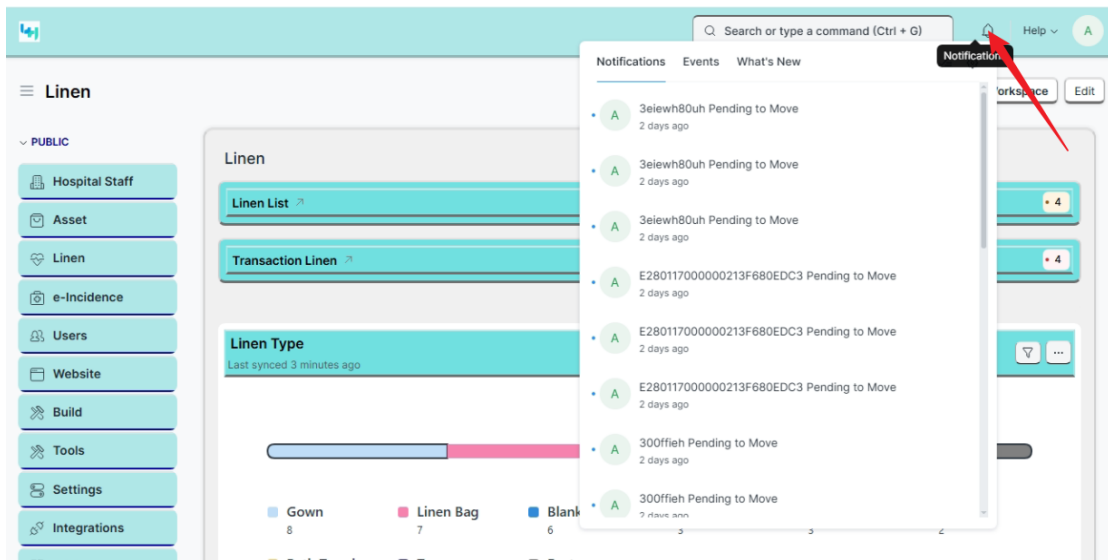 Search or type a command (Ctrl + G)
Help
A
Notification
Notifications Events What's New
Linen
Edit
PUBLIC
Hospital Staff
Asset
Linen
e-Incidence
Users
Website
Build
Tools
Settings
Integrations
Linen
Linen List
4
Transaction Linen
4
Linen Type
Last synced 3 minutes ago
Gown
8
Linen Bag
7
6
3
3
2
A
3eiewh80uh Pending to Move
2 days ago
A
3eiewh80uh Pending to Move
2 days ago
A
3eiewh80uh Pending to Move
2 days ago
A
E280117000000213F680EDC3 Pending to Move
2 days ago
A
E280117000000213F680EDC3 Pending to Move
2 days ago
A
E280117000000213F680EDC3 Pending to Move
2 days ago
A
300ffieh Pending to Move
2 days ago
A
300ffieh Pending to Move
2 days ago